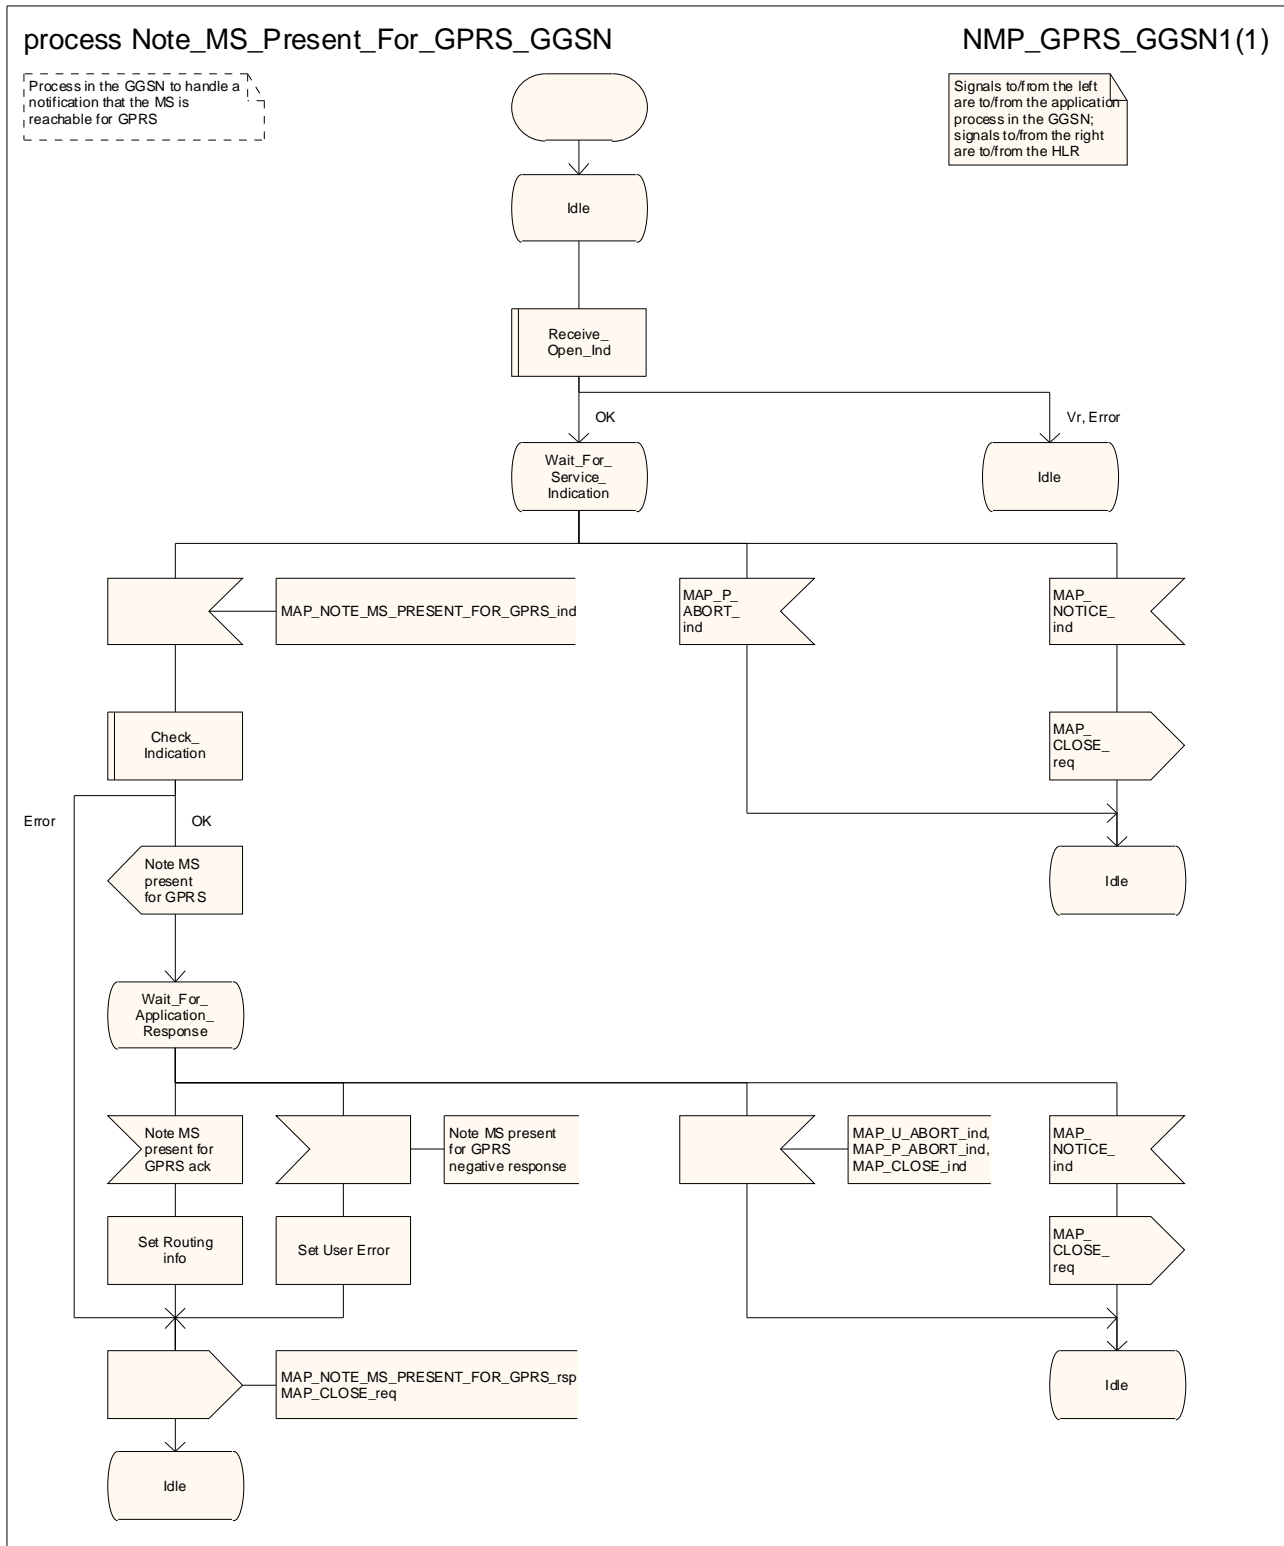 process Note_MS_Present_For_GPRS_GGSN
NMP_GPRS_GGSN1(1)
Process in the GGSN to handle a
notification that the MS is
reachable for GPRS
Signals to/from the left
are to/from the application
process in the GGSN;
signals to/from the right
are to/from the HLR
Idle
Receive_
Open_Ind
OK
Vr, Error
Wait_For_
Service_
Indication
Idle
MAP_NOTE_MS_PRESENT_FOR_GPRS_ind
MAP_P_
ABORT_
ind
MAP_
NOTICE_
ind
Check_
Indication
MAP_
CLOSE_
req
Error
OK
Note MS
present
for GPRS
Idle
Wait_For_
Application_
Response
Note MS
present for
GPRS ack
Note MS present
for GPRS
negative response
MAP_U_ABORT_ind,
MAP_P_ABORT_ind,
MAP_CLOSE_ind
MAP_
NOTICE_
ind
Set Routing
info
Set User Error
MAP_
CLOSE_
req
MAP_NOTE_MS_PRESENT_FOR_GPRS_rsp
MAP_CLOSE_req
Idle
Idle